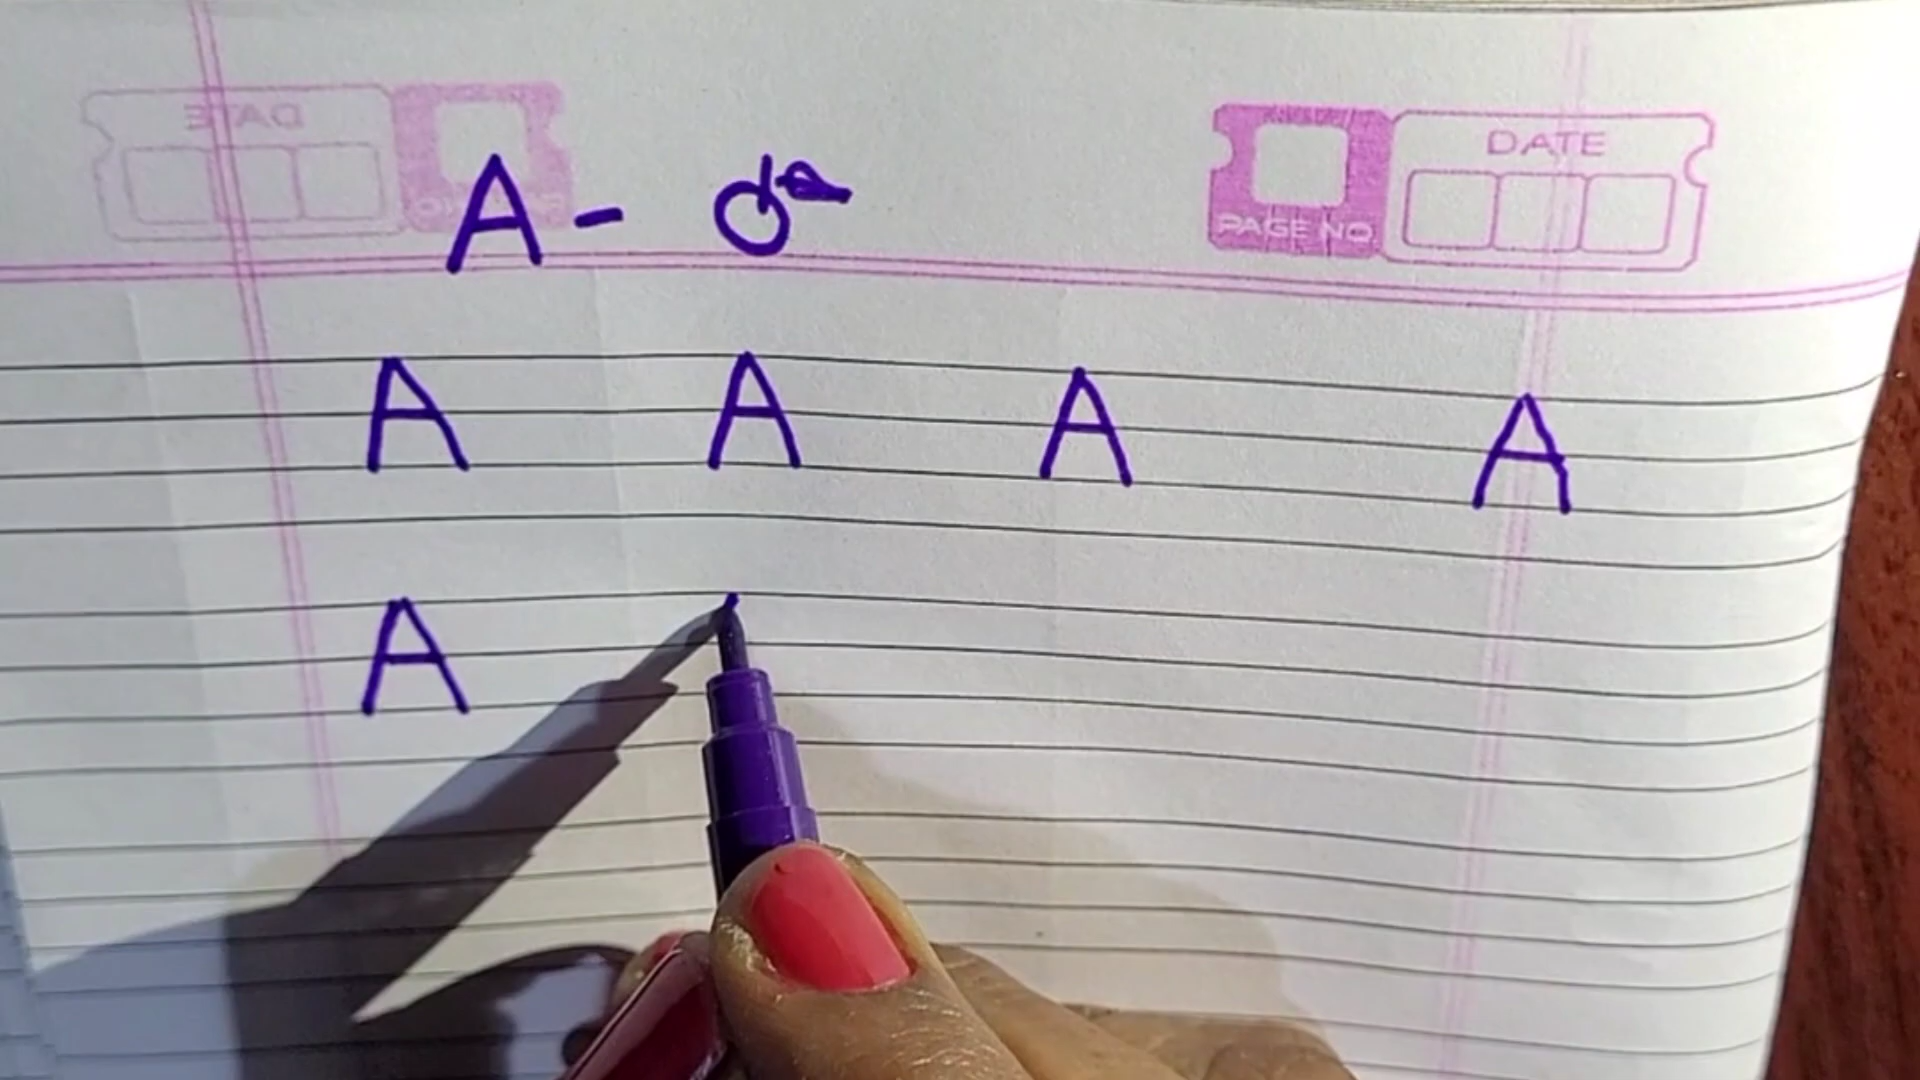 DATE
A -
PAGE NO
A A A A
A